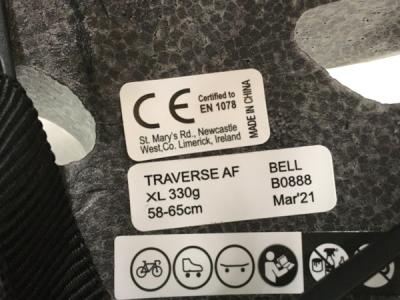 CE
Certified to
EN 1078
St. Mary's Rd., Newcastle
West,Co. Limerick, Ireland
MADE IN CHINA
TRAVERSE AF BELL
XL 330g B0888
58-65cm Mar'21